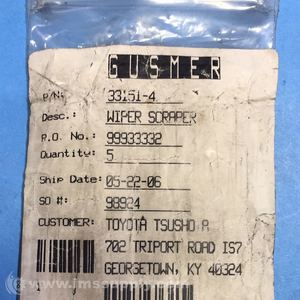 GUSMER
P/N: 33151-4
Desc.: WIPER SCRAPER
P.O. No.: 99933332
Quantity: 5
Ship Date: 05-22-06
SO #: 98924
CUSTOMER: TOYOTA TSUSHO A
702 TRIPORT ROAD IS7
GEORGETOWN, KY 40324